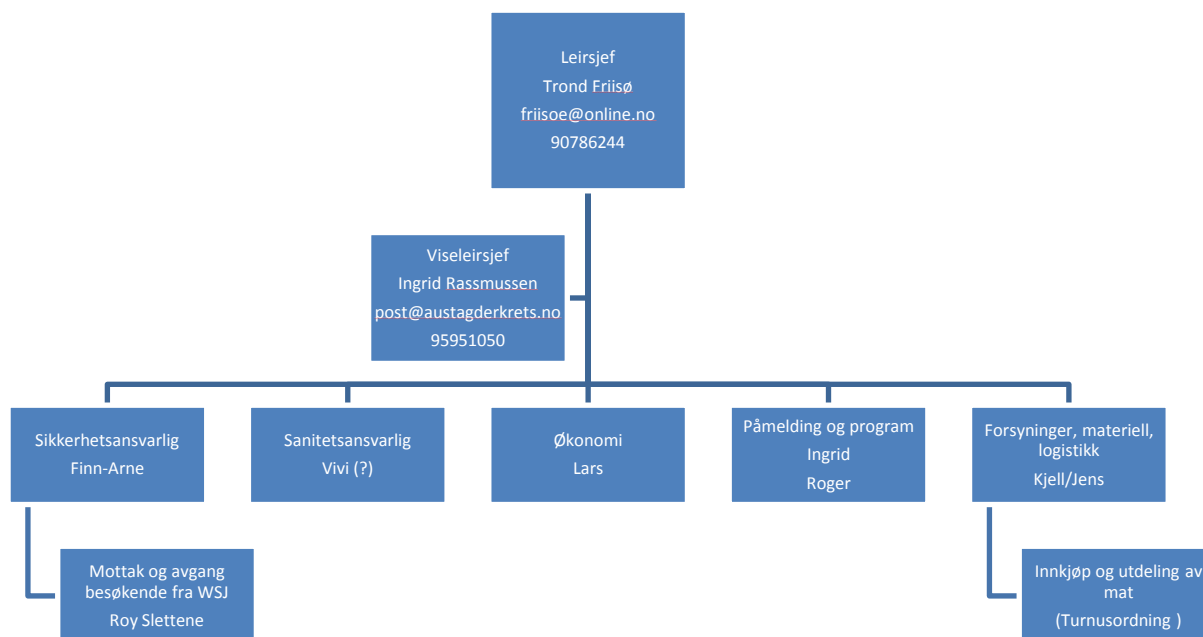 Leirsjef
Trond Friisø
friisoe@online.no
90786244
Viseleirsjef
Ingrid Rassmussen
post@austagderkrets.no
95951050
Sikkerhetsansvarlig
Finn-Arne
Sanitetsansvarlig
Vivi (?)
Økonomi
Lars
Påmelding og program
Ingrid
Roger
Forsyninger, materiell,
logistikk
Kjell/Jens
Mottak og avgang
besøkende fra WSJ
Roy Slettene
Innkjøp og utdeling av
mat
(Turnusordning )